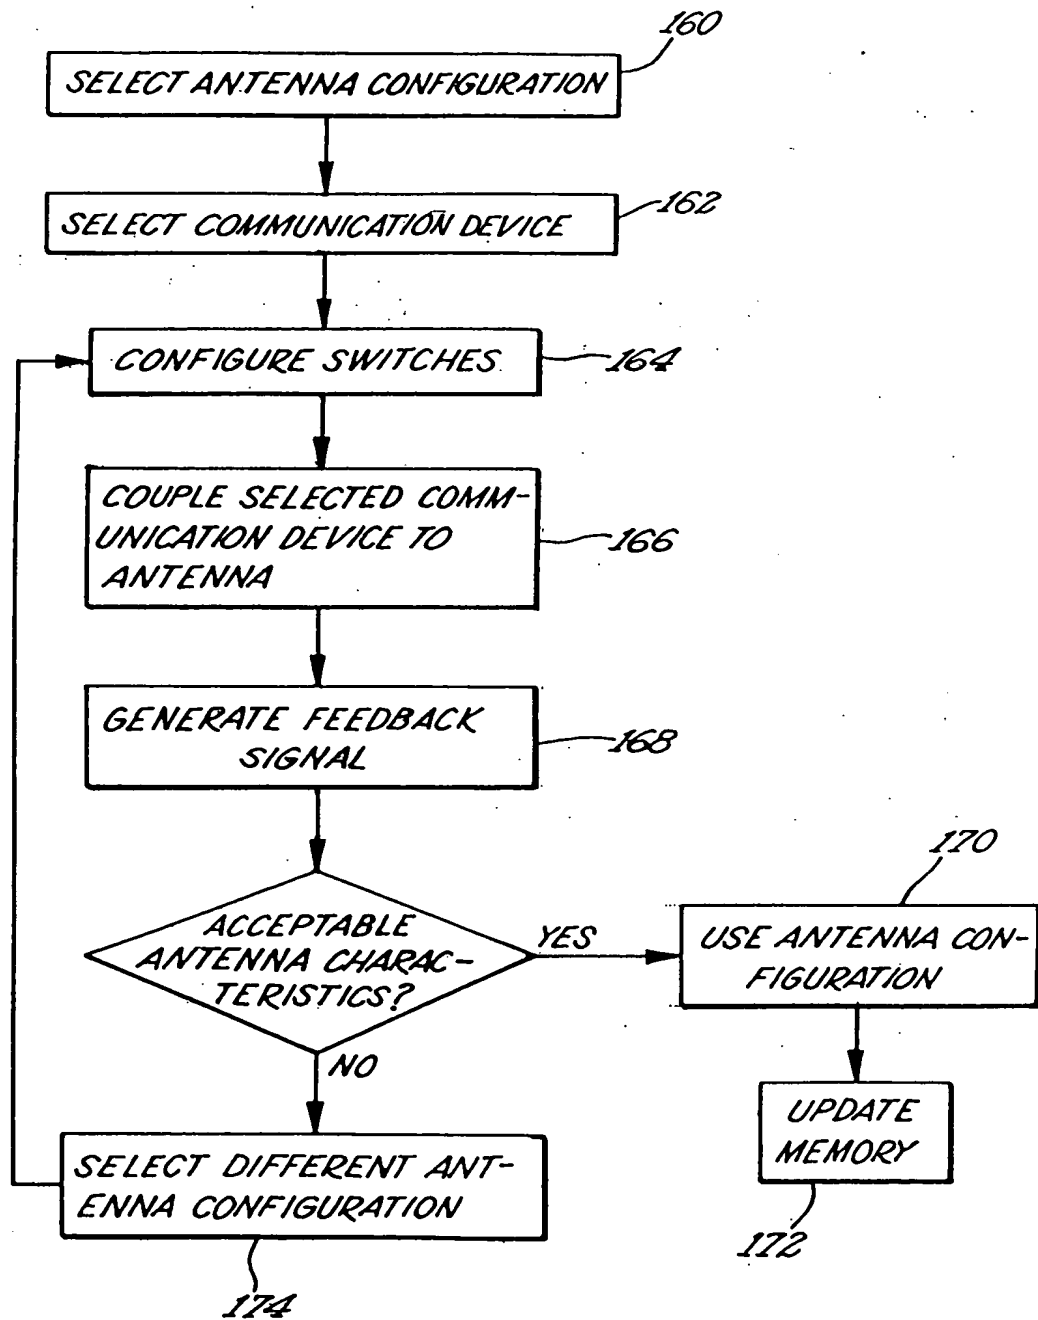 160
SELECT ANTENNA CONFIGURATION
162
SELECT COMMUNICATION DEVICE
CONFIGURE SWITCHES
164
COUPLE SELECTED COMM-
UNICATION DEVICE TO
ANTENNA
166
GENERATE FEEDBACK
SIGNAL
168
ACCEPTABLE
ANTENNA CHARAC-
TERISTICS?
YES
170
USE ANTENNA CON-
FIGURATION
NO
UPDATE
MEMORY
172
SELECT DIFFERENT ANT-
ENNA CONFIGURATION
174